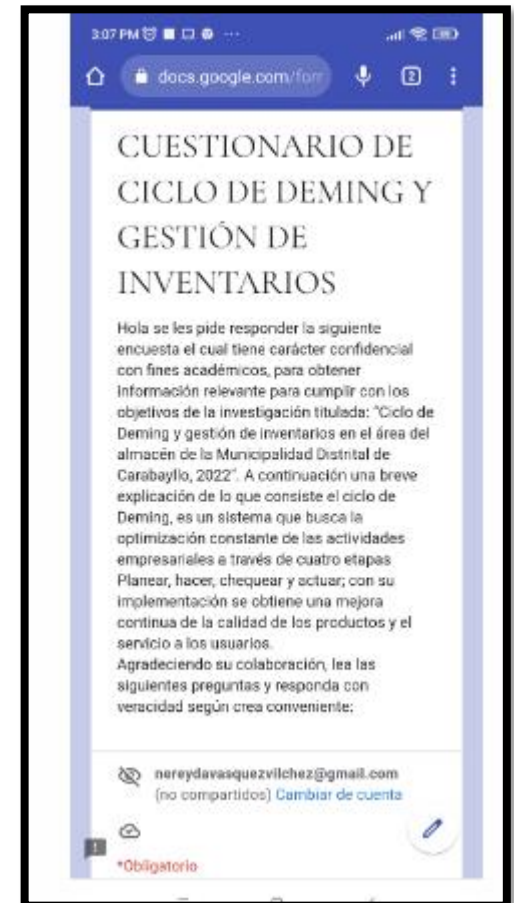 3:07 PM
docs.google.com/forr
2
CUESTIONARIO DE
CICLO DE DEMING Y
GESTIÓN DE
INVENTARIOS
Hola se les pide responder la siguiente
encuesta el cual tiene carácter confidencial
con fines académicos, para obtener
información relevante para cumplir con los
objetivos de la investigación titulada: "Ciclo de
Deming y gestión de inventarios en el área del
almacén de la Municipalidad Distrital de
Carabayllo, 2022". A continuación una breve
explicación de lo que consiste el ciclo de
Deming, es un sistema que busca la
optimización constante de las actividades
empresariales a través de cuatro etapas
Planear, hacer, chequear y actuar; con su
implementación se obtiene una mejora
continua de la calidad de los productos y el
servicio a los usuarios.
Agradeciendo su colaboración, lea las
siguientes preguntas y responda con
veracidad según crea conveniente:
nereydavasquezvilchez@gmail.com
(no compartidos) Cambiar de cuenta
*Obligatorio